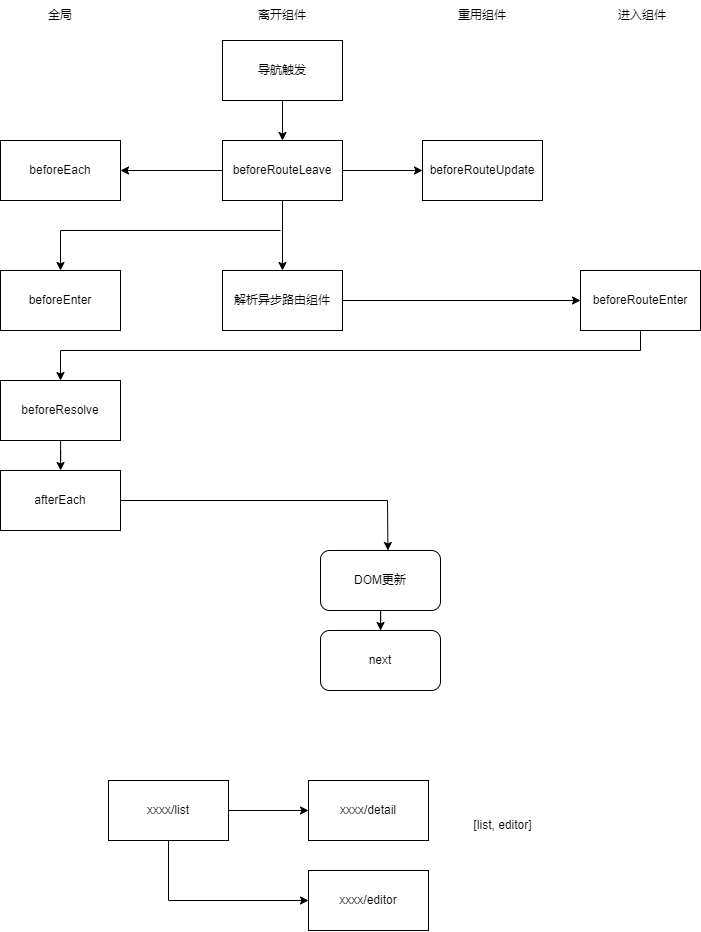 全局
离开组件
重用组件
进入组件
导航触发
beforeEach
beforeRouteLeave
beforeRouteUpdate
beforeEnter
解析异步路由组件
beforeRouteEnter
beforeResolve
afterEach
DOM更新
next
xxxx/list
xxxx/detail
[list, editor]
xxxx/editor